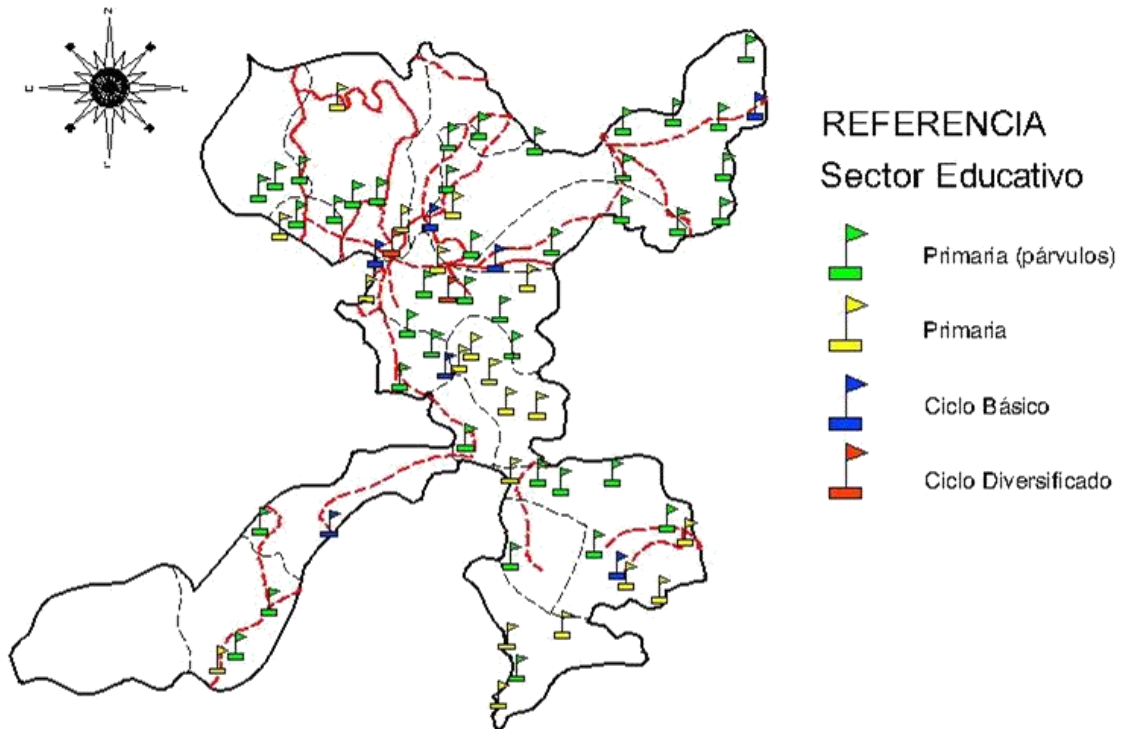 REFERENCIA
Sector Educativo
Primaria (párvulos)
Primaria
Ciclo Básico
Ciclo Diversificado